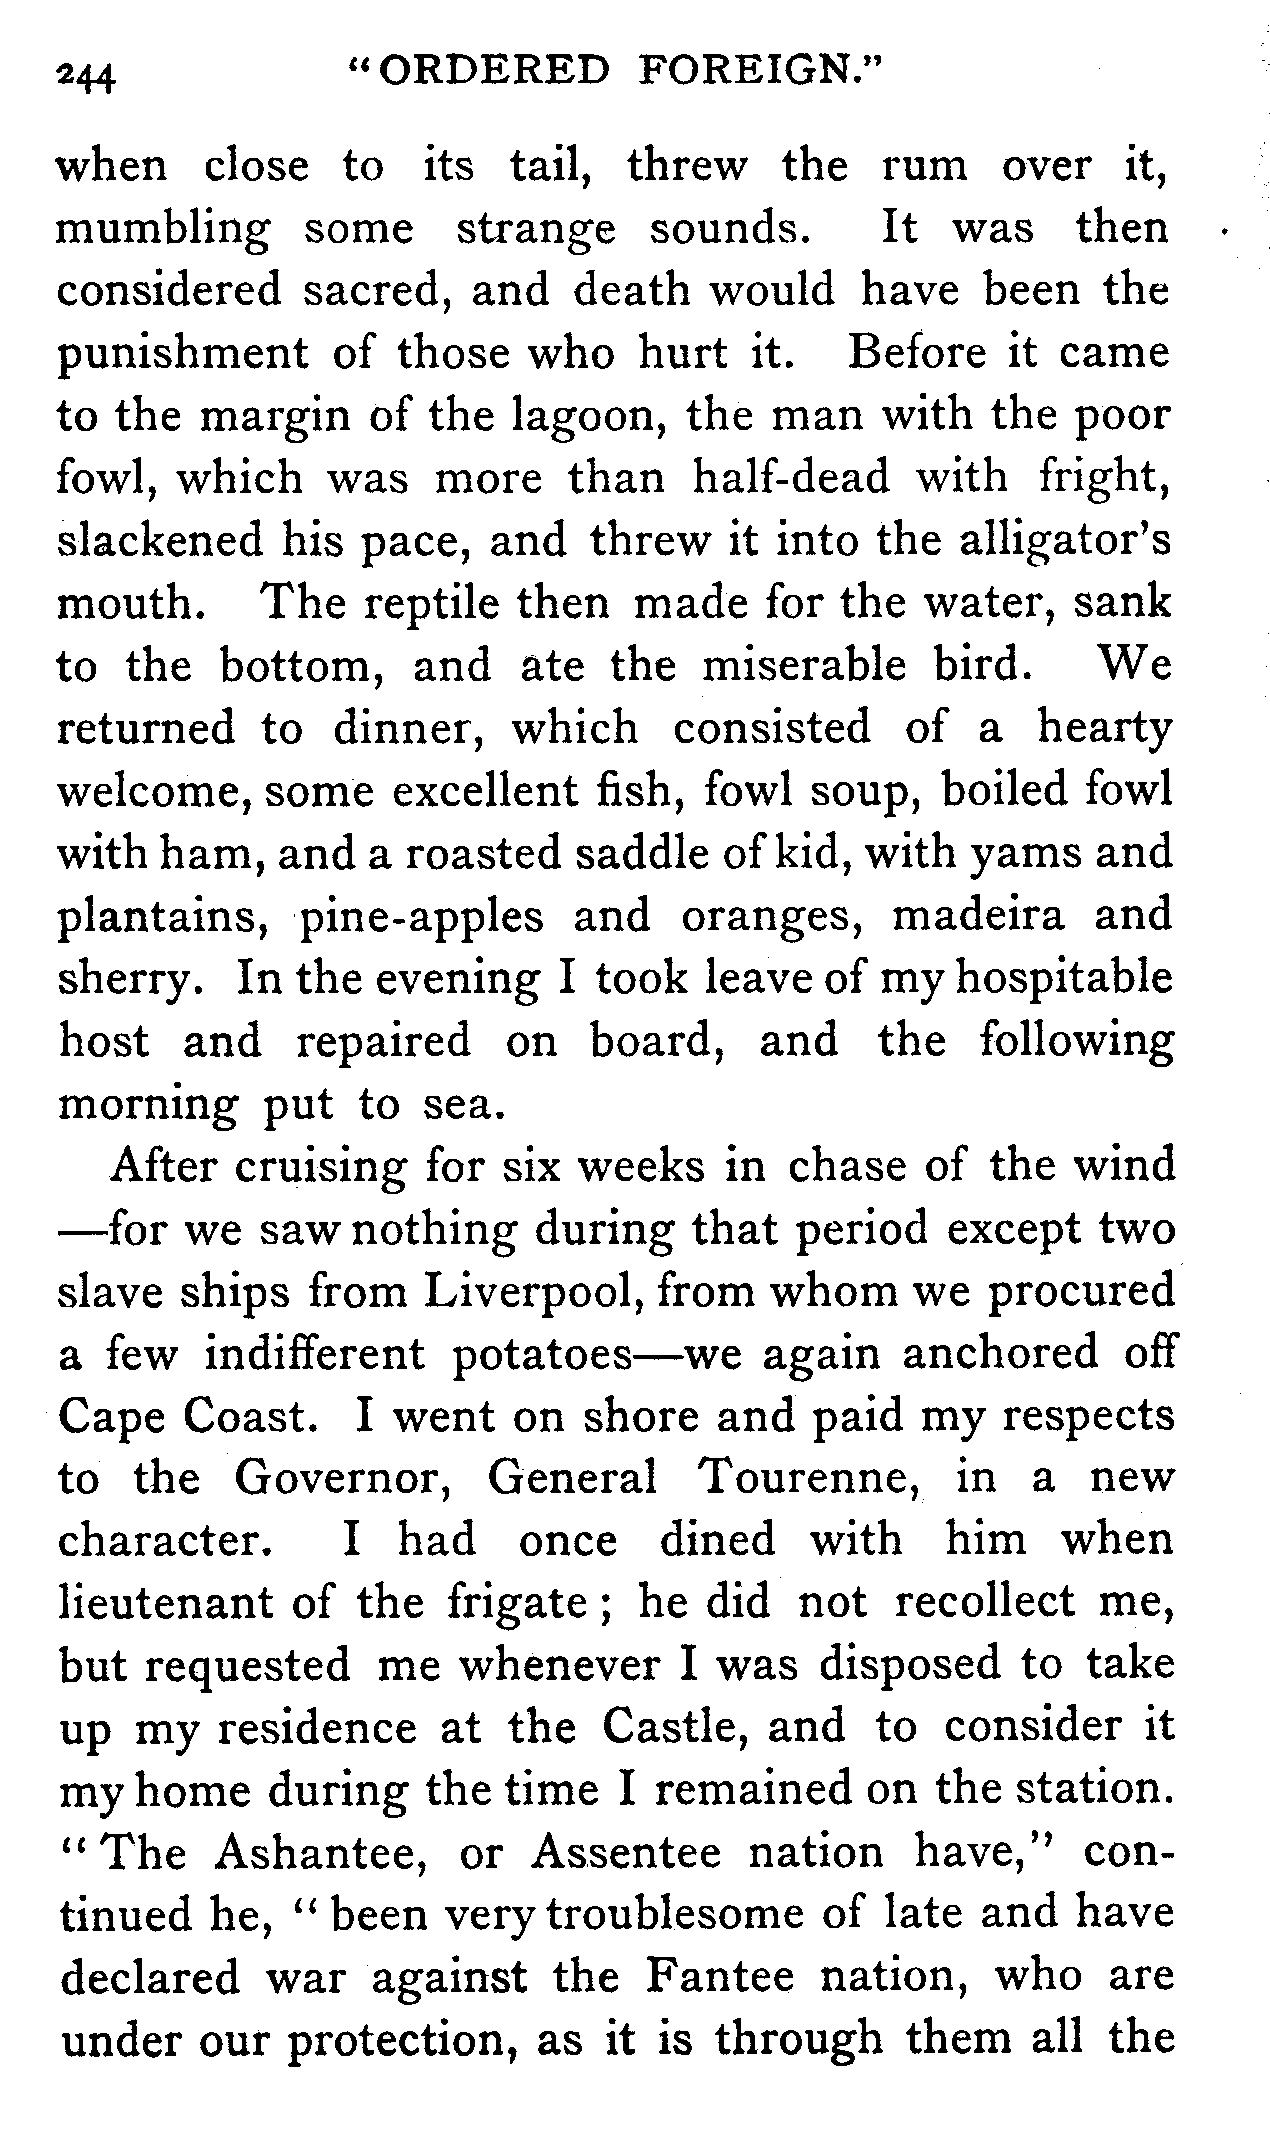 244 "ORDERED FOREIGN."
when close to its tail, threw the rum over it,
mumbling some strange sounds. It was then
considered sacred, and death would have been the
punishment of those who hurt it. Before it came
to the margin of the lagoon, the man with the poor
fowl, which was more than half-dead with fright,
slackened his pace, and threw it into the alligator's
mouth. The reptile then made for the water, sank
to the bottom, and ate the miserable bird. We
returned to dinner, which consisted of a hearty
welcome, some excellent fish, fowl soup, boiled fowl
with ham, and a roasted saddle of kid, with yams and
plantains, pine-apples and oranges, madeira and
sherry. In the evening I took leave of my hospitable
host and repaired on board, and the following
morning put to sea.
After cruising for six weeks in chase of the wind
—for we saw nothing during that period except two
slave ships from Liverpool, from whom we procured
a few indifferent potatoes—we again anchored off
Cape Coast. I went on shore and paid my respects
to the Governor, General Tourenne, in a new
character. I had once dined with him when
lieutenant of the frigate; he did not recollect me,
but requested me whenever I was disposed to take
up my residence at the Castle, and to consider it
my home during the time I remained on the station.
"The Ashantee, or Assentee nation have," con-
tinued he, "been very troublesome of late and have
declared war against the Fantee nation, who are
under our protection, as it is through them all the